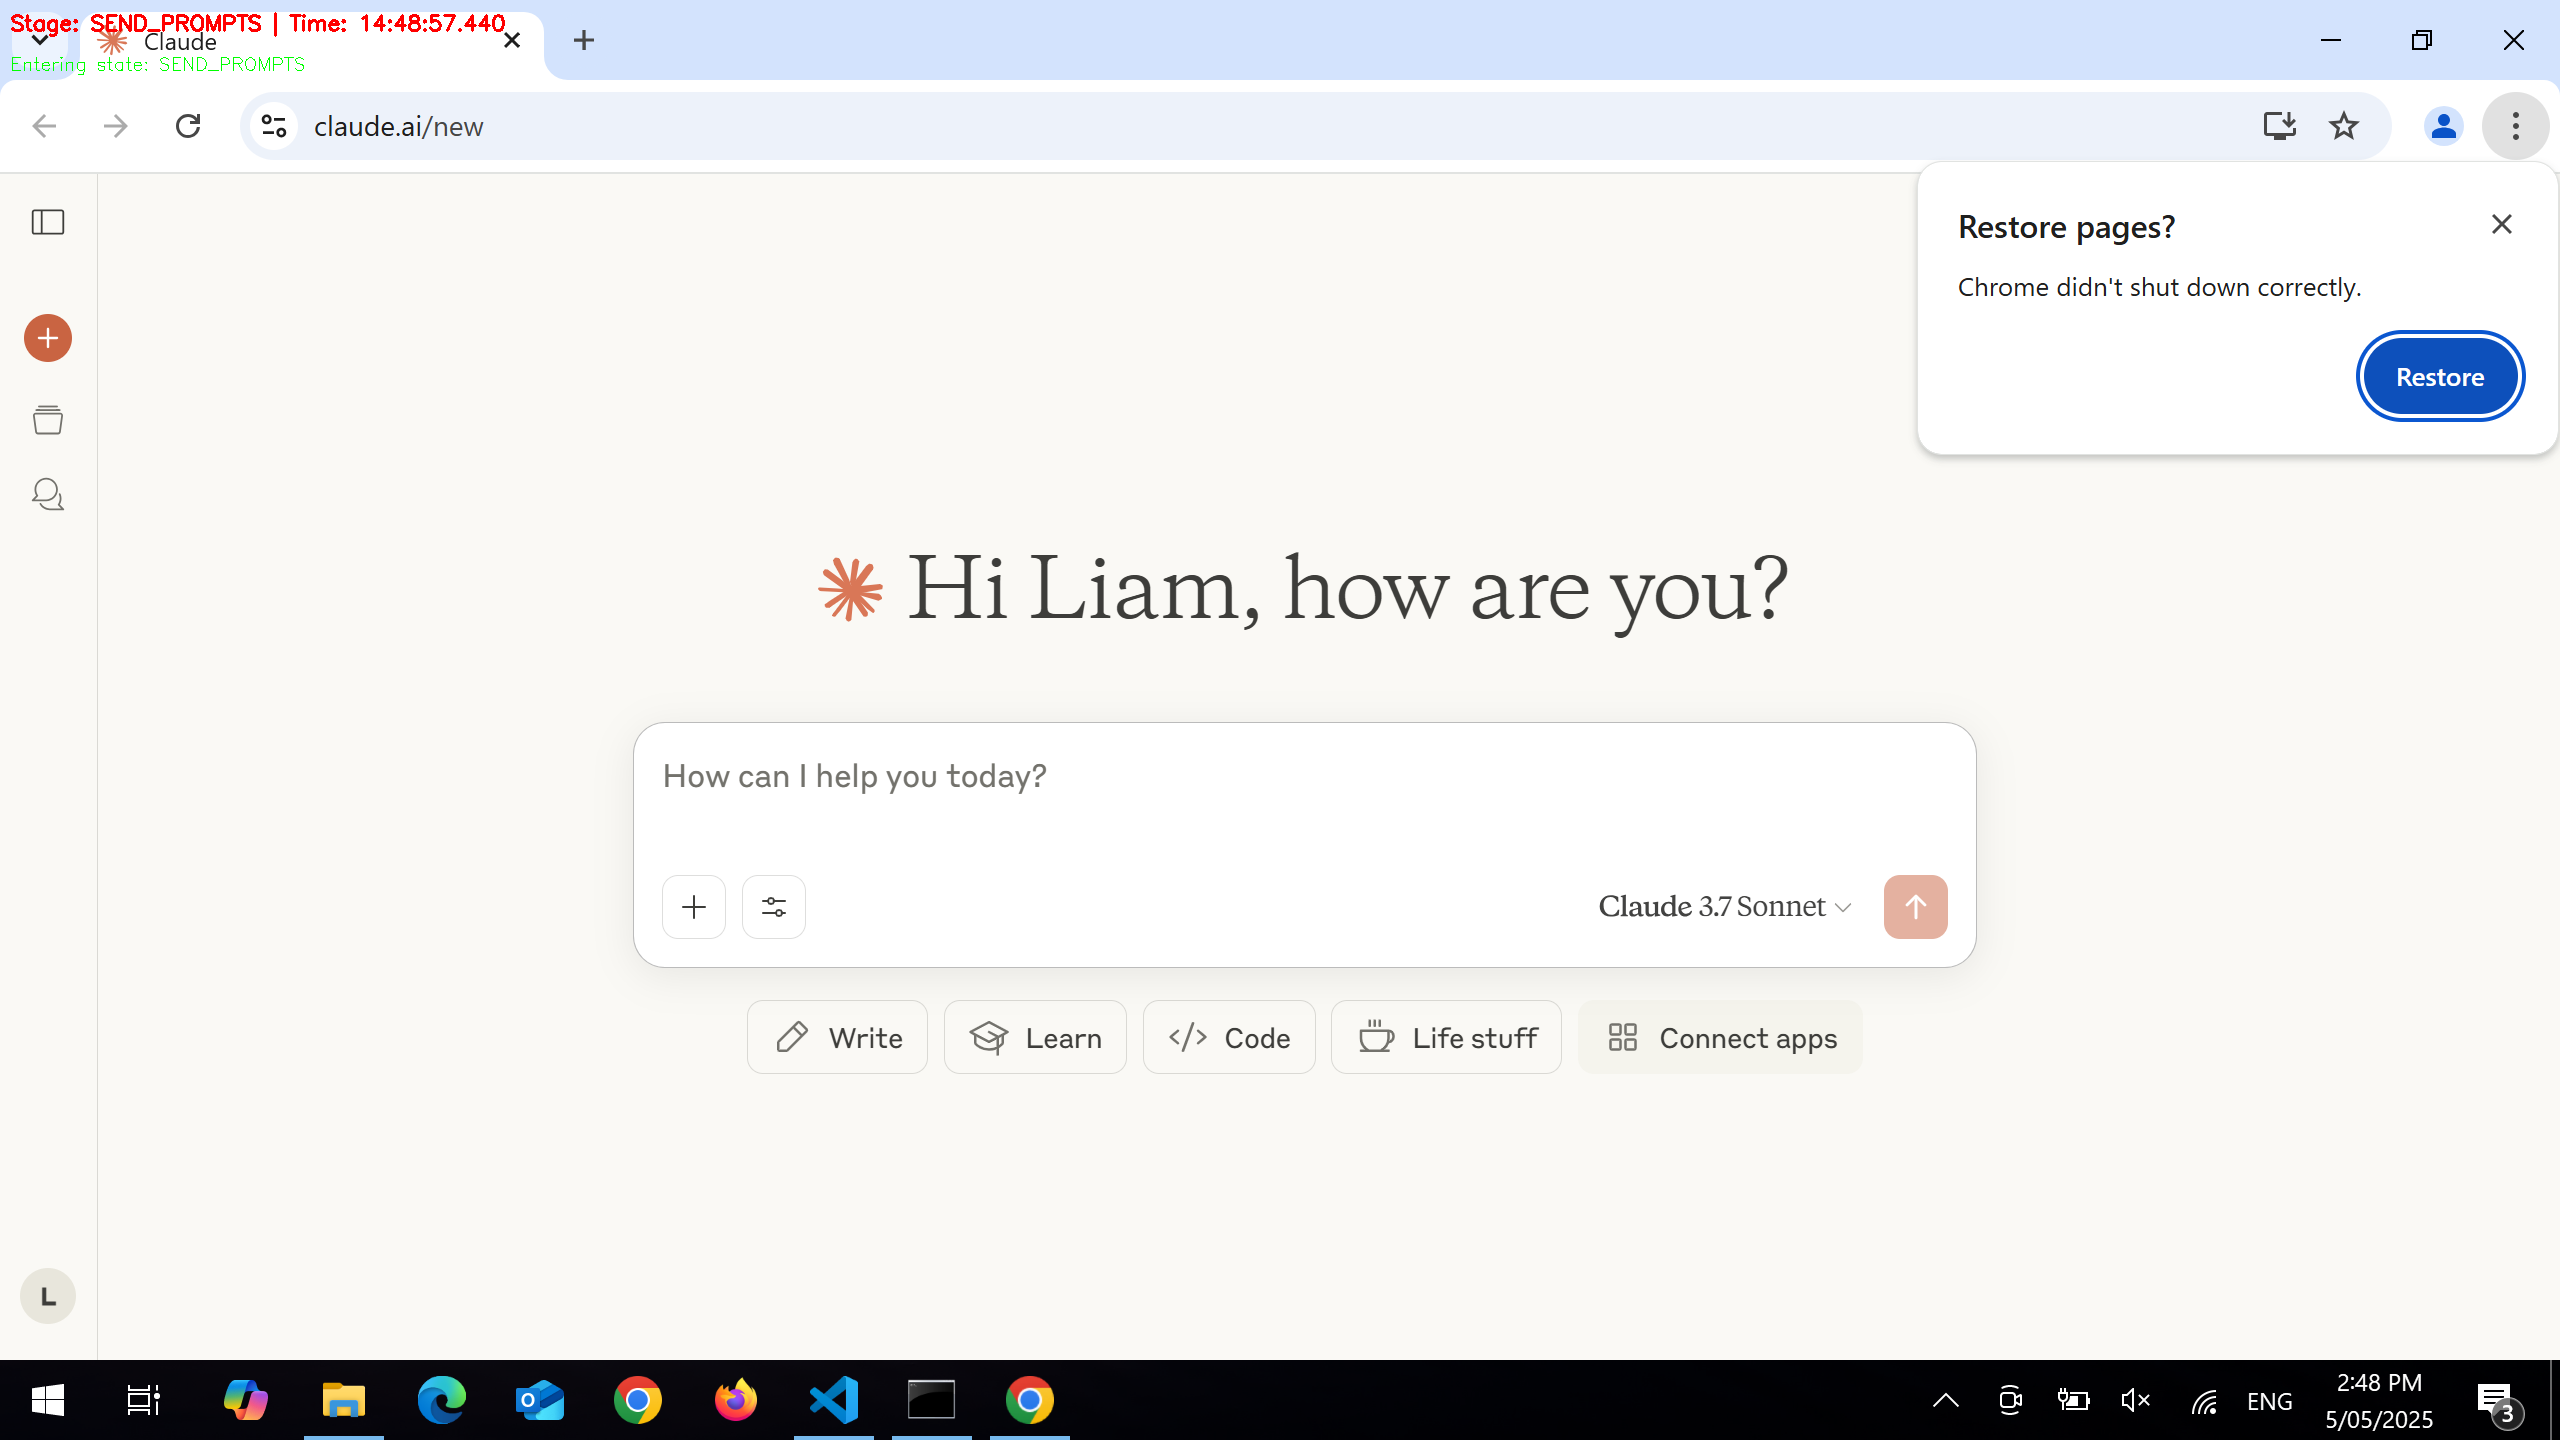 Stage: SEND_PROMPTS | Time: 14:48:57.440
Claude
Entering state: SEND_PROMPTS
claude.ai/new
Restore pages?
Chrome didn't shut down correctly.
Restore
Hi Liam, how are you?
How can I help you today?
Claude 3.7 Sonnet
Write
Learn
Code
Life stuff
Connect apps
L
ENG
2:48 PM
5/05/2025
3